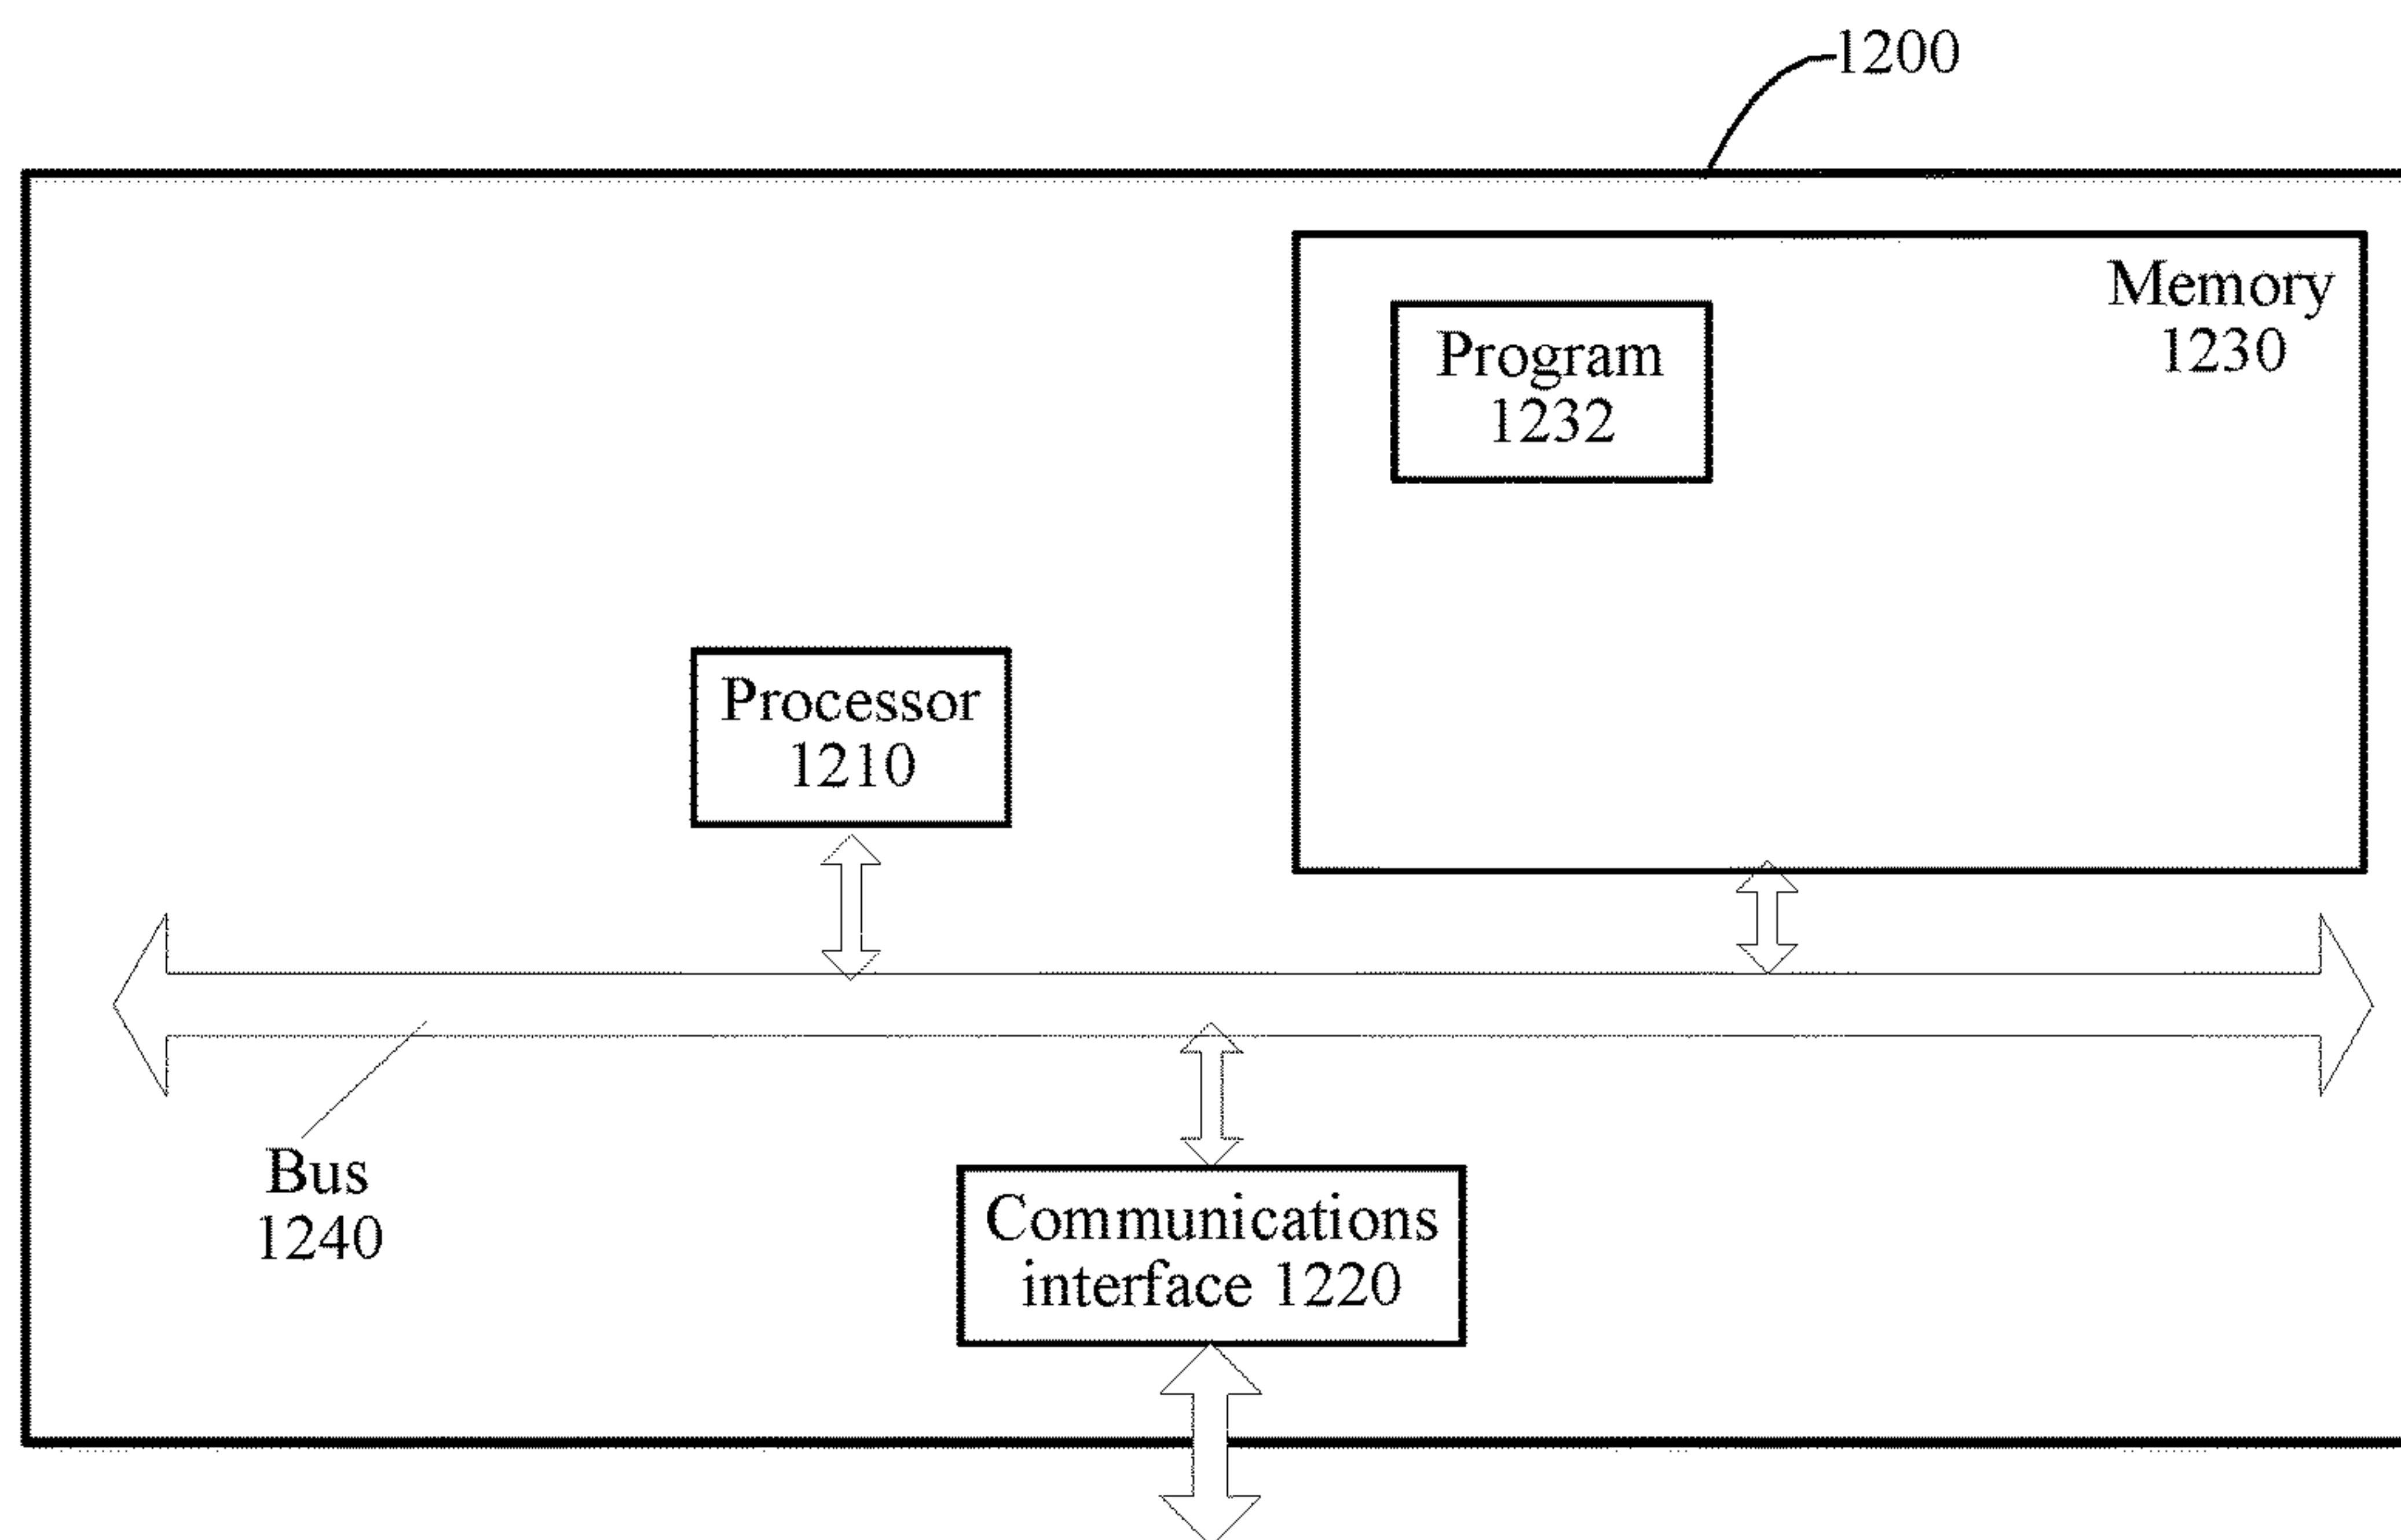 1200
Memory
1230
Program
1232
Processor
1210
Bus
1240
Communications
interface 1220